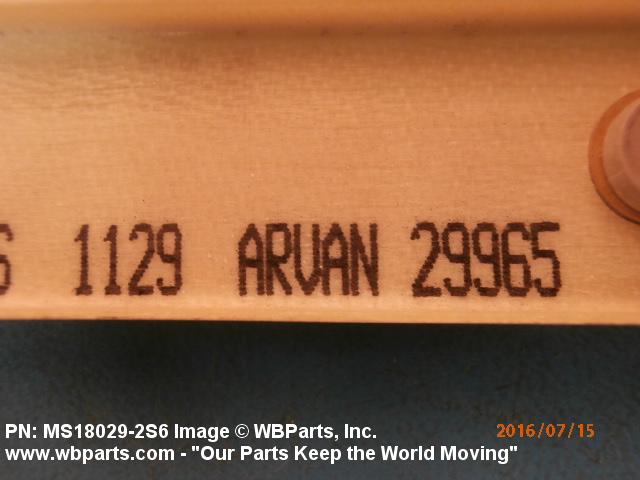 6 1129 ARVAN 29965
PN: MS18029-2S6 Image © WBParts, Inc.
2016/07/15
www.wbparts.com - "Our Parts Keep the World Moving"